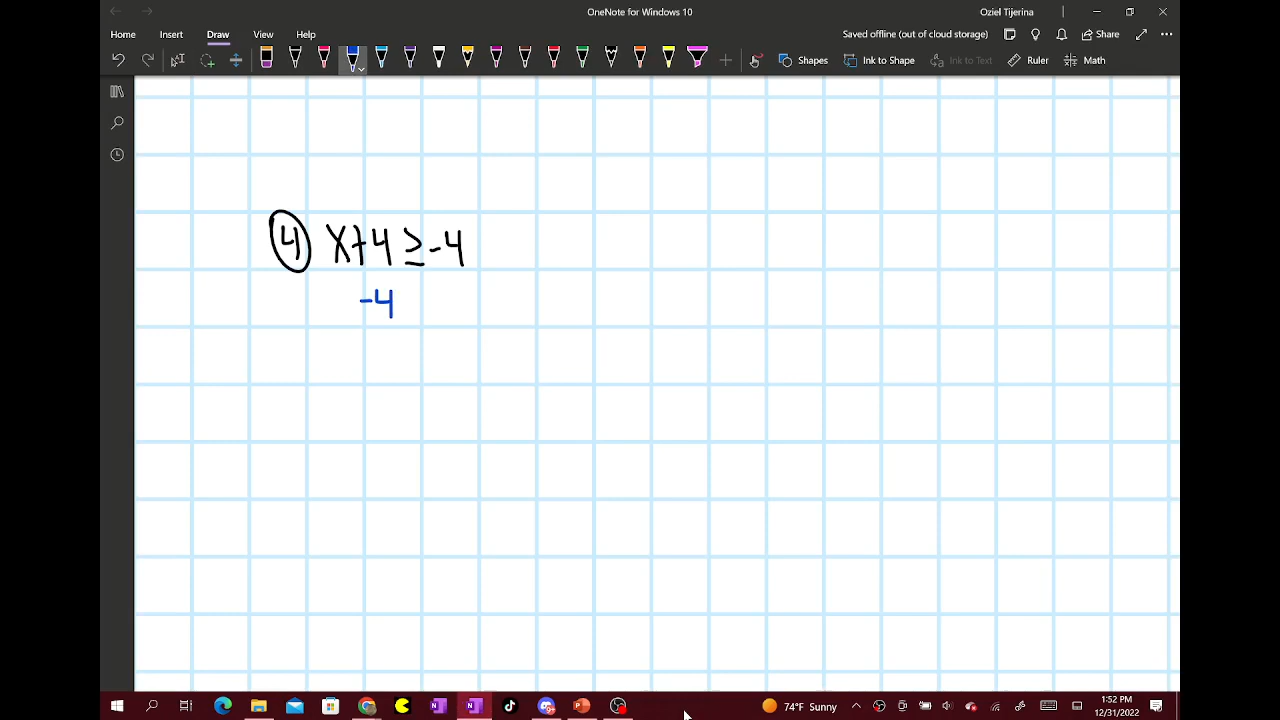 OneNote for Windows 10
Oziel Tijerina
Home Insert Draw View Help
Saved offline (out of cloud storage)
Share
Shapes
Ink to Shape
Ink to Text
Ruler
Math
④ x+4 ≥ -4
-4
74°F Sunny
1:52 PM
12/31/2022